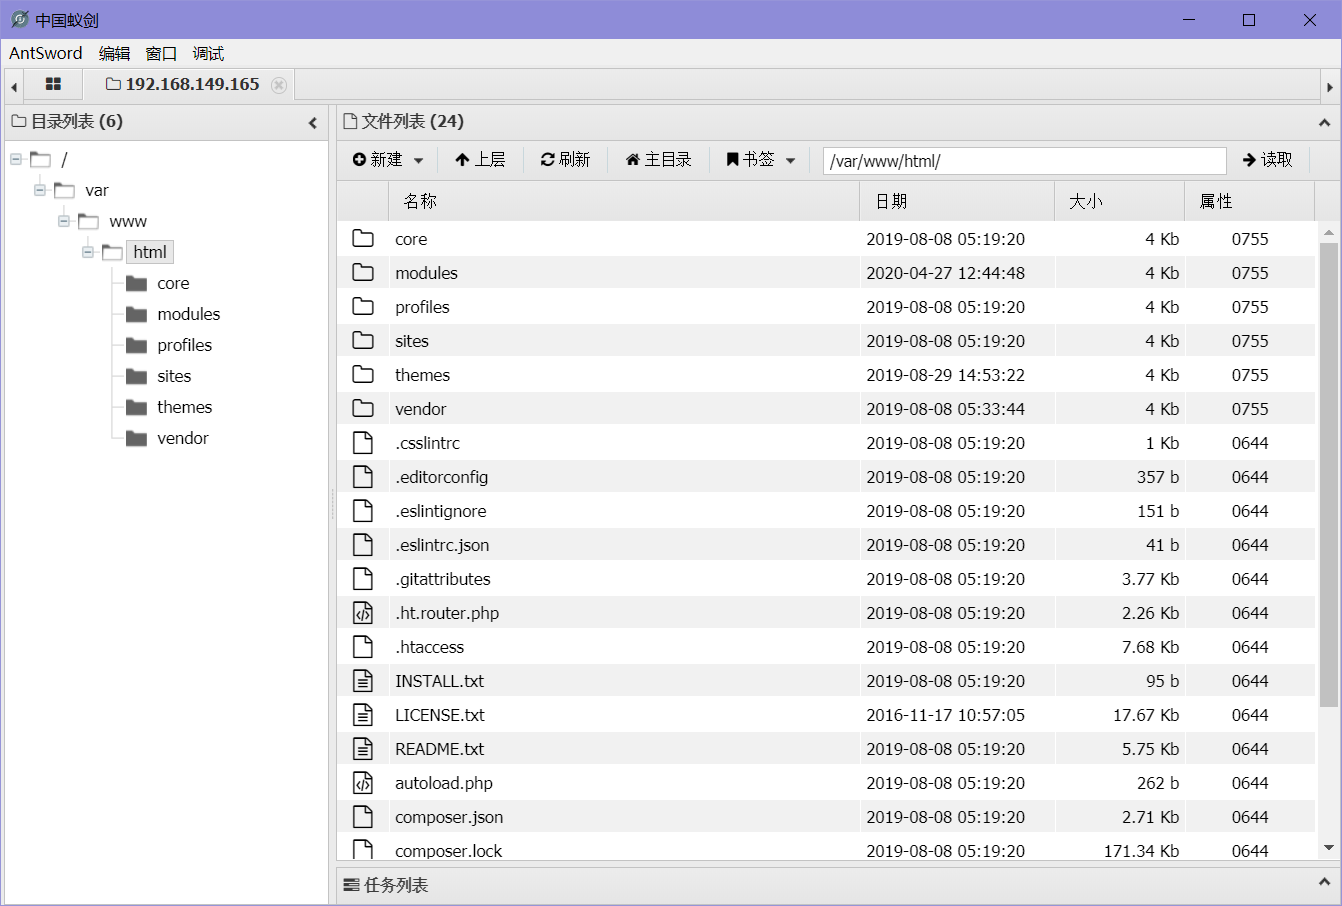 中国蚁剑
AntSword 编辑 窗口 调试
192.168.149.165
目录列表 (6)
/
var
www
html
core
modules
profiles
sites
themes
vendor
文件列表 (24)
新建 上层 刷新 主目录 书签 /var/www/html/ 读取
名称 日期 大小 属性
core 2019-08-08 05:19:20 4 Kb 0755
modules 2020-04-27 12:44:48 4 Kb 0755
profiles 2019-08-08 05:19:20 4 Kb 0755
sites 2019-08-08 05:19:20 4 Kb 0755
themes 2019-08-29 14:53:22 4 Kb 0755
vendor 2019-08-08 05:33:44 4 Kb 0755
.csslintrc 2019-08-08 05:19:20 1 Kb 0644
.editorconfig 2019-08-08 05:19:20 357 b 0644
.eslintignore 2019-08-08 05:19:20 151 b 0644
.eslintrc.json 2019-08-08 05:19:20 41 b 0644
.gitattributes 2019-08-08 05:19:20 3.77 Kb 0644
.ht.router.php 2019-08-08 05:19:20 2.26 Kb 0644
.htaccess 2019-08-08 05:19:20 7.68 Kb 0644
INSTALL.txt 2019-08-08 05:19:20 95 b 0644
LICENSE.txt 2016-11-17 10:57:05 17.67 Kb 0644
README.txt 2019-08-08 05:19:20 5.75 Kb 0644
autoload.php 2019-08-08 05:19:20 262 b 0644
composer.json 2019-08-08 05:19:20 2.71 Kb 0644
composer.lock 2019-08-08 05:19:20 171.34 Kb 0644
任务列表